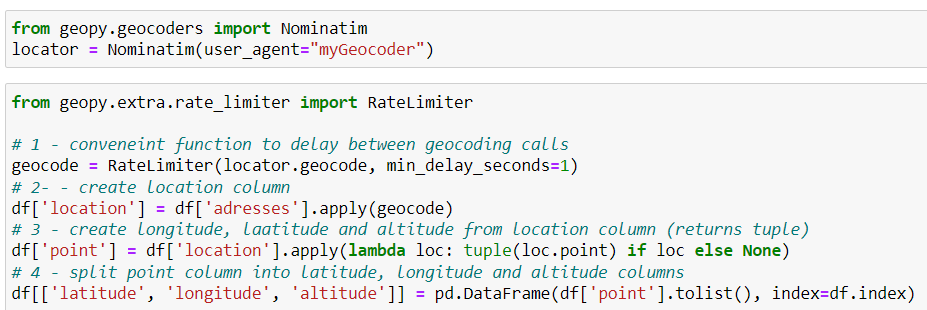 from geopy.geocoders import Nominatim
locator = Nominatim(user_agent="myGeocoder")
from geopy.extra.rate_limiter import RateLimiter
# 1 - conveneint function to delay between geocoding calls
geocode = RateLimiter(locator.geocode, min_delay_seconds=1)
# 2- - create location column
df['location'] = df['adresses'].apply(geocode)
# 3 - create longitude, laatitude and altitude from location column (returns tuple)
df['point'] = df['location'].apply(lambda loc: tuple(loc.point) if loc else None)
# 4 - split point column into latitude, longitude and altitude columns
df[['latitude', 'longitude', 'altitude']] = pd.DataFrame(df['point'].tolist(), index=df.index)